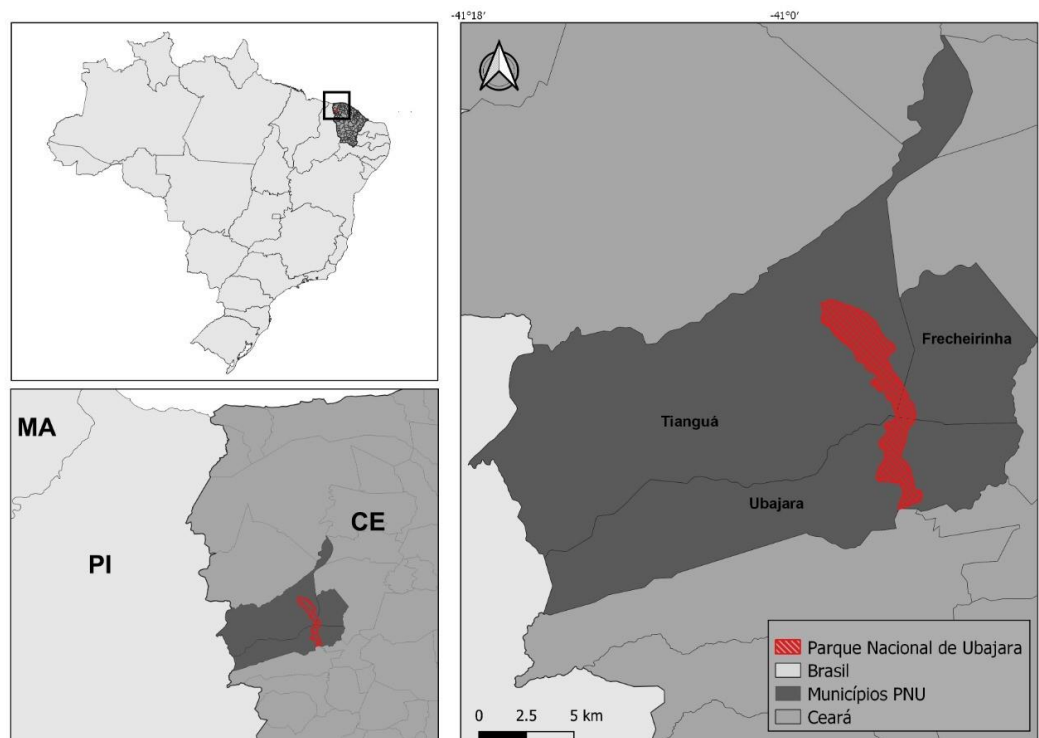 -41°18'
-41°0'
Frecheirinha
Tianguá
Ubajara
MA
CE
PI
Parque Nacional de Ubajara
Brasil
Municípios PNU
Ceará
0 2.5 5 km